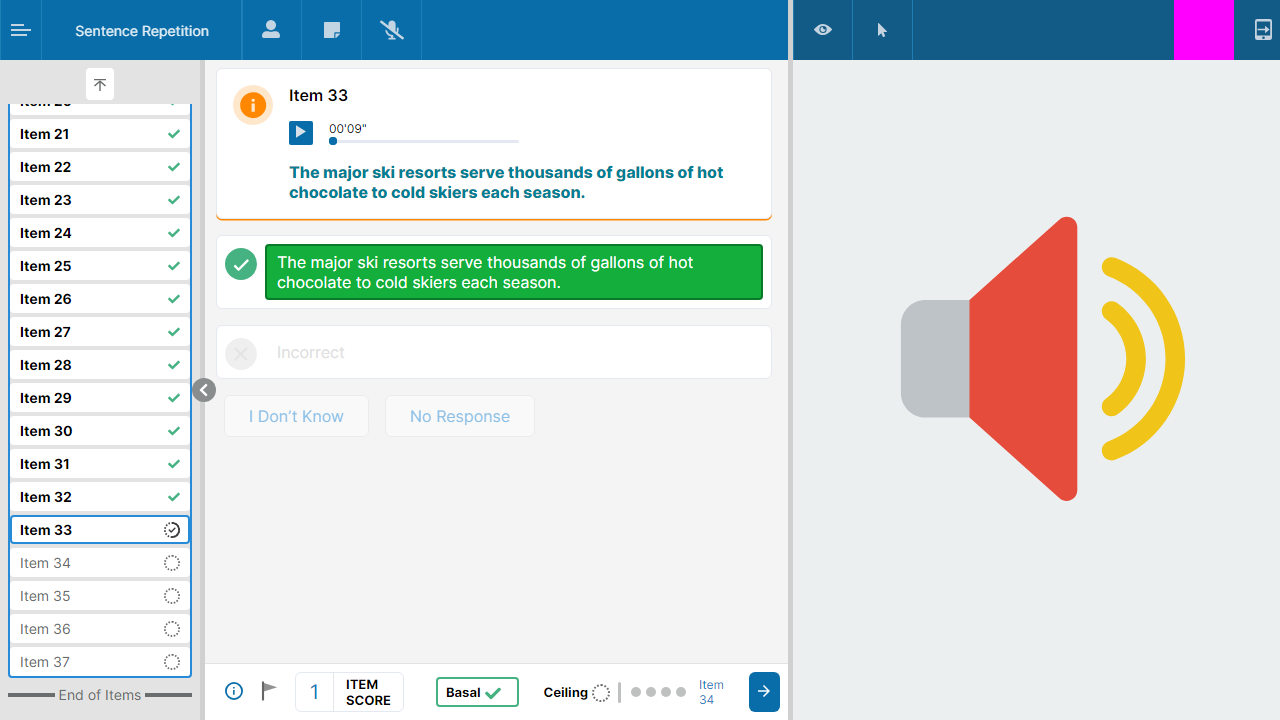 Sentence Repetition
Item 21
Item 22
Item 23
Item 24
Item 25
Item 26
Item 27
Item 28
Item 29
Item 30
Item 31
Item 32
Item 33
Item 34
Item 35
Item 36
Item 37
End of Items
Item 33
00'09"
The major ski resorts serve thousands of gallons of hot
chocolate to cold skiers each season.
The major ski resorts serve thousands of gallons of hot
chocolate to cold skiers each season.
Incorrect
I Don't Know
No Response
1
ITEM
SCORE
Basal
Ceiling
Item
34